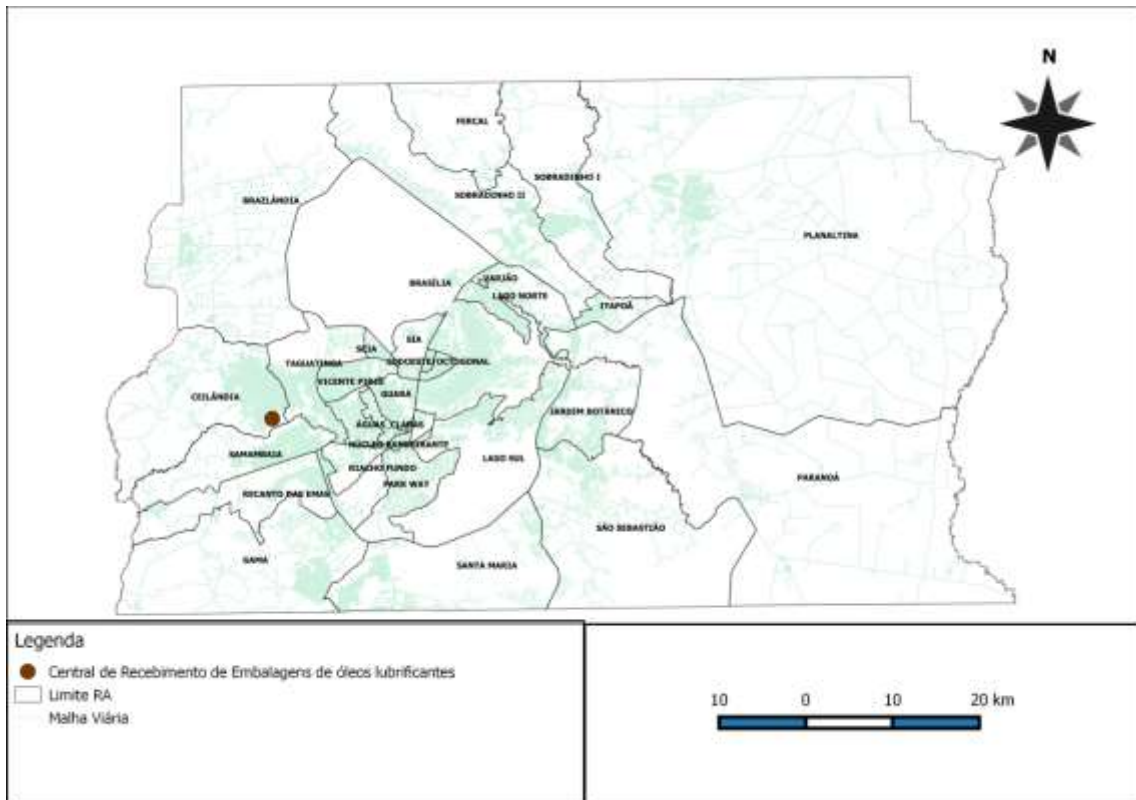 N
FERCAL
SOBRADINHO I
SOBRADINHO II
BRAZLÂNDIA
PLANALTINA
BRASÍLIA
VARJÃO
LAGO NORTE
ITAPOÃ
SIA
SCIA
SUDOESTE/OCTOGONAL
TAGUATINGA
VICENTE PIRES
GUARÁ
CEILÂNDIA
JARDIM BOTÂNICO
ÁGUAS CLARAS
NÚCLEO BANDEIRANTE
SAMAMBAIA
LAGO SUL
RIACHO FUNDO
PARK WAY
PARANOÁ
RECANTO DAS EMAS
SÃO SEBASTIÃO
GAMA
SANTA MARIA
Legenda
Central de Recebimento de Embalagens de óleos lubrificantes
Limite RA
Malha Viária
10 0 10 20 km